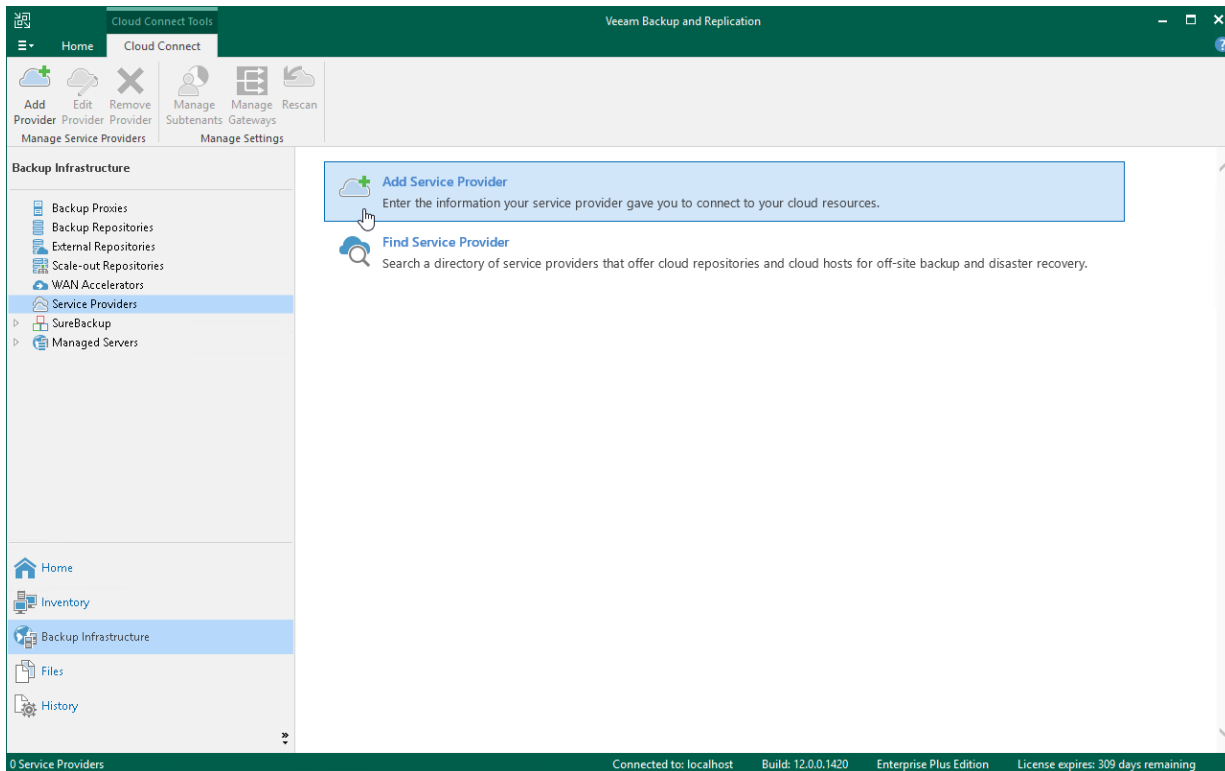 Cloud Connect Tools
Veeam Backup and Replication
Home
Cloud Connect
?
Add Provider
Edit Provider
Remove Provider
Manage Service Providers
Manage Subtenants
Manage Gateways
Rescan
Manage Settings
Backup Infrastructure
Backup Proxies
Backup Repositories
External Repositories
Scale-out Repositories
WAN Accelerators
Service Providers
SureBackup
Managed Servers
Add Service Provider
Enter the information your service provider gave you to connect to your cloud resources.
Find Service Provider
Search a directory of service providers that offer cloud repositories and cloud hosts for off-site backup and disaster recovery.
Home
Inventory
Backup Infrastructure
Files
History
0 Service Providers
Connected to: localhost
Build: 12.0.0.1420
Enterprise Plus Edition
License expires: 309 days remaining